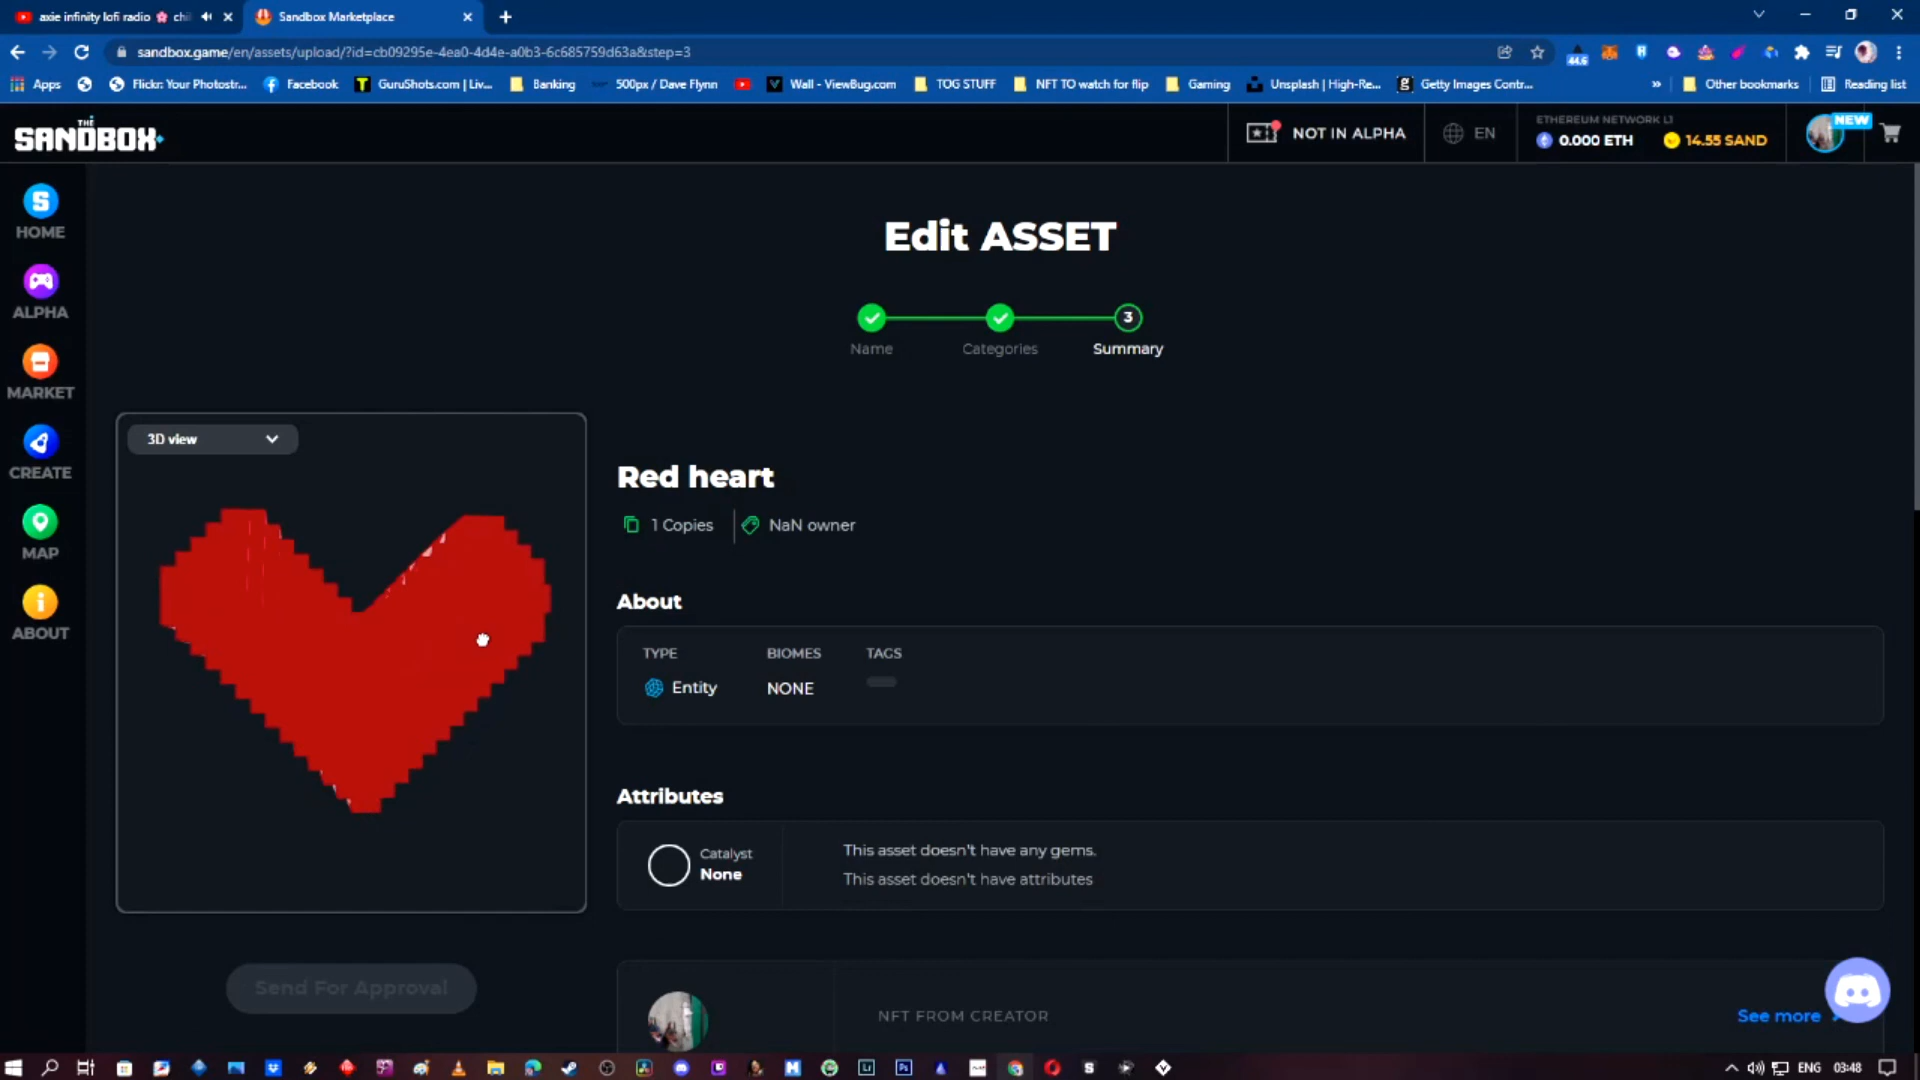 axie infinity lofi radio 🌸 chi
Sandbox Marketplace
sandbox.game/en/assets/upload/?id=cb09295e-4ea0-4d4e-a0b3-6c685759d63a&step=3
44.6
Apps
Flickr: Your Photostr...
Facebook
GuruShots.com | Liv...
Banking
500px / Dave Flynn
Wall - ViewBug.com
TOG STUFF
NFT TO watch for flip
Gaming
Unsplash | High-Re...
Getty Images Contr...
»
Other bookmarks
Reading list
THE
SANDBOX
NOT IN ALPHA
EN
ETHEREUM NETWORK L1
0.000 ETH
14.55 SAND
NEW
HOME
ALPHA
MARKET
CREATE
MAP
ABOUT
Edit ASSET
3
Name
Categories
Summary
3D view
Red heart
1 Copies
NaN owner
About
TYPE
BIOMES
TAGS
Entity
NONE
Attributes
Catalyst
None
This asset doesn't have any gems.
This asset doesn't have attributes
Send For Approval
NFT FROM CREATOR
See more
ENG
03:48